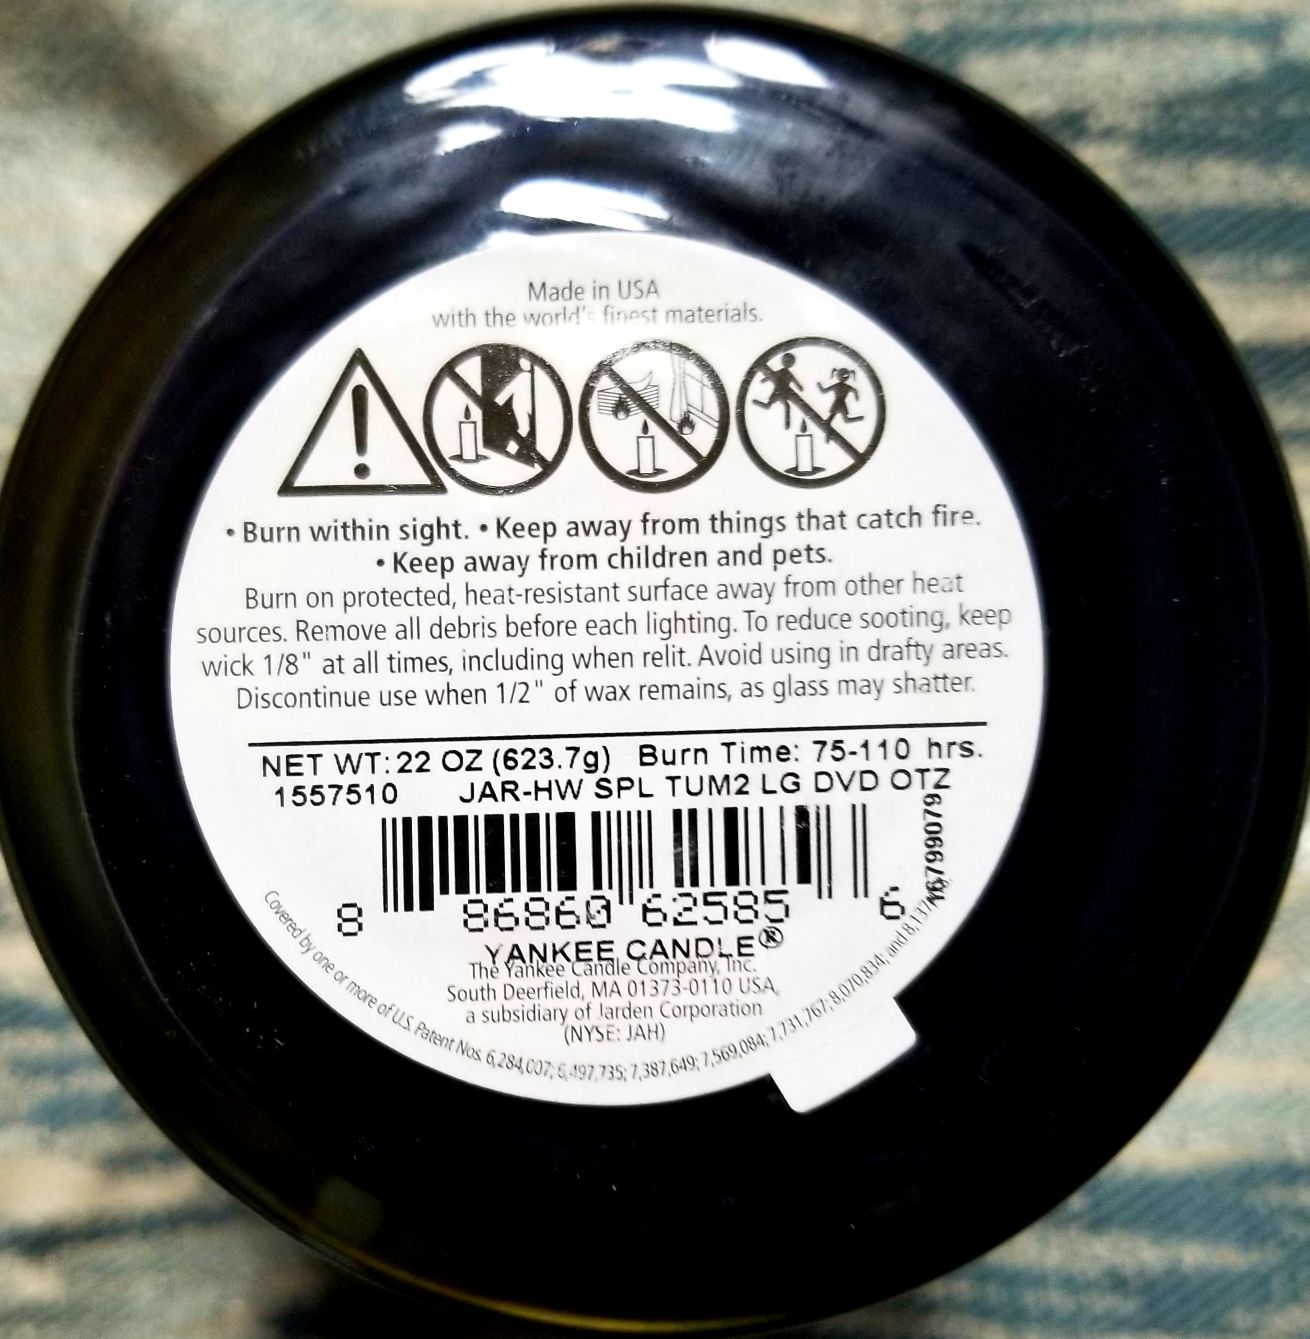 Made in USA
with the world's finest materials.
• Burn within sight. • Keep away from things that catch fire.
• Keep away from children and pets.
Burn on protected, heat-resistant surface away from other heat
sources. Remove all debris before each lighting. To reduce sooting, keep
wick 1/8" at all times, including when relit. Avoid using in drafty areas.
Discontinue use when 1/2" of wax remains, as glass may shatter.
NET WT: 22 OZ (623.7g) Burn Time: 75-110 hrs.
1557510 JAR-HW SPL TUM2 LG DVD OTZ
8 86860 62585 6
YANKEE CANDLE®
The Yankee Candle Company, Inc.
South Deerfield, MA 01373-0110 USA,
a subsidiary of Jarden Corporation
(NYSE: JAH)
Covered by one or more of U.S. Patent Nos. 6,284,007; 6,497,735; 7,387,649; 7,569,084; 7,731,767; 8,070,834; and